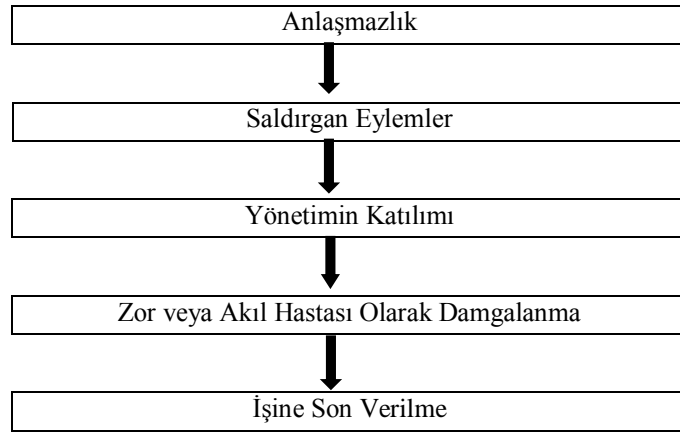 Anlaşmazlık
Saldırgan Eylemler
Yönetimin Katılımı
Zor veya Akıl Hastası Olarak Damgalanma
İşine Son Verilme